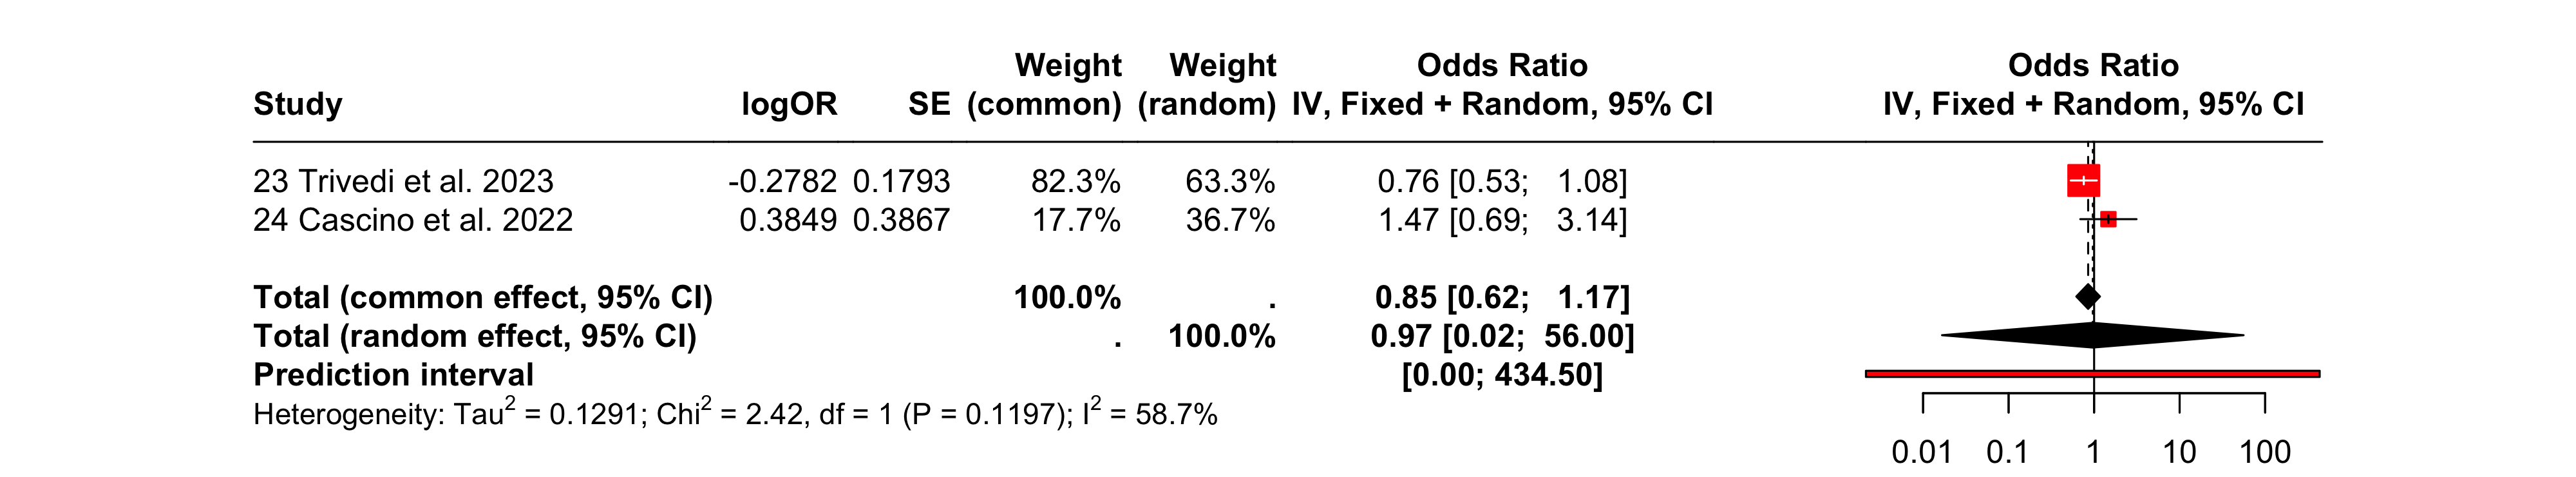 Weight Weight Odds Ratio Odds Ratio
Study logOR SE (common) (random) IV, Fixed + Random, 95% CI IV, Fixed + Random, 95% CI
23 Trivedi et al. 2023 -0.2782 0.1793 82.3% 63.3% 0.76 [0.53; 1.08]
24 Cascino et al. 2022 0.3849 0.3867 17.7% 36.7% 1.47 [0.69; 3.14]
Total (common effect, 95% CI) 100.0% . 0.85 [0.62; 1.17]
Total (random effect, 95% CI) . 100.0% 0.97 [0.02; 56.00]
Prediction interval [0.00; 434.50]
Heterogeneity: Tau² = 0.1291; Chi² = 2.42, df = 1 (P = 0.1197); I² = 58.7%
0.01 0.1 1 10 100